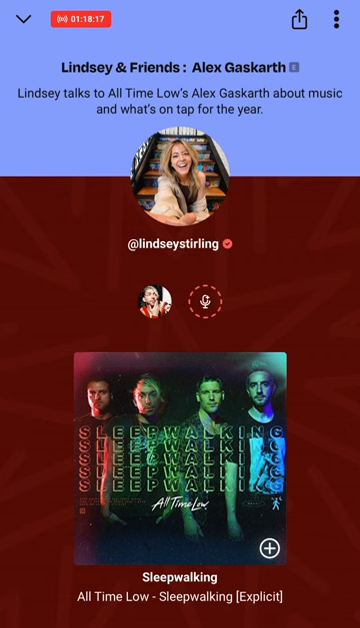 01:18:17
Lindsey & Friends : Alex Gaskarth E
Lindsey talks to All Time Low's Alex Gaskarth about music
and what's on tap for the year.
@lindseystirling
SLEEPWALKING
SLEEPWALKING
SLEEPWALKING
SLEEPWALKING
SLEEPWALKING
All Time Low
Sleepwalking
All Time Low - Sleepwalking [Explicit]